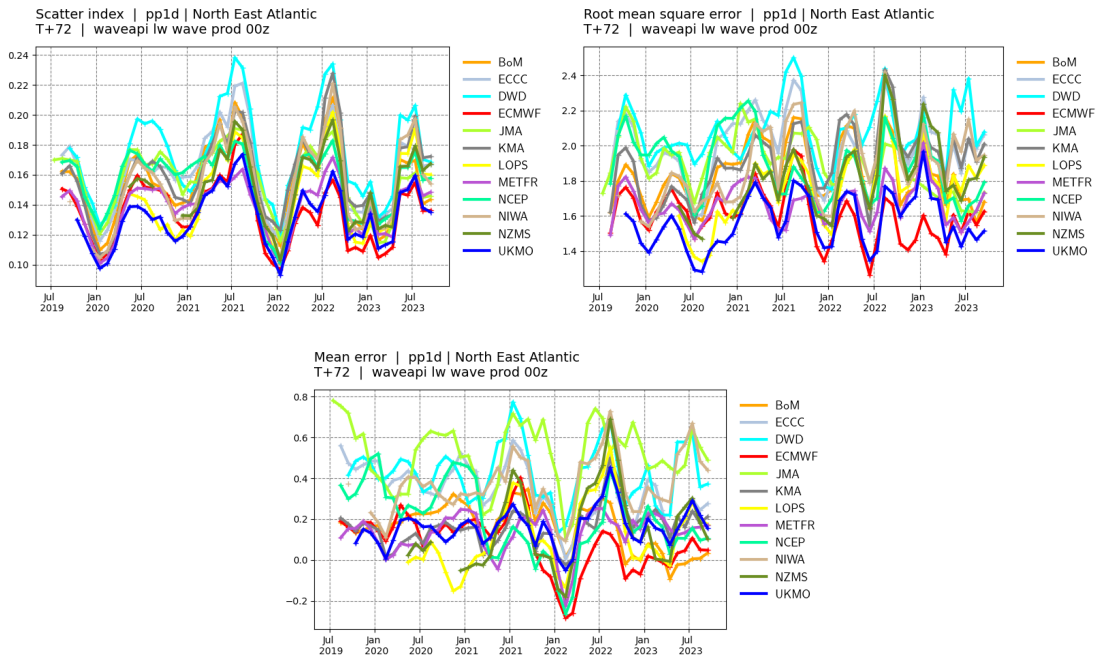 Scatter index | pp1d | North East Atlantic
T+72 | waveapi lw wave prod 00z
0.24
0.22
0.20
0.18
0.16
0.14
0.12
0.10
Jul 2019
Jan 2020
Jul 2020
Jan 2021
Jul 2021
Jan 2022
Jul 2022
Jan 2023
Jul 2023
BoM
ECCC
DWD
ECMWF
JMA
KMA
LOPS
METFR
NCEP
NIWA
NZMS
UKMO
Root mean square error | pp1d | North East Atlantic
T+72 | waveapi lw wave prod 00z
2.4
2.2
2.0
1.8
1.6
1.4
Jul 2019
Jan 2020
Jul 2020
Jan 2021
Jul 2021
Jan 2022
Jul 2022
Jan 2023
Jul 2023
BoM
ECCC
DWD
ECMWF
JMA
KMA
LOPS
METFR
NCEP
NIWA
NZMS
UKMO
Mean error | pp1d | North East Atlantic
T+72 | waveapi lw wave prod 00z
0.8
0.6
0.4
0.2
0.0
−0.2
Jul 2019
Jan 2020
Jul 2020
Jan 2021
Jul 2021
Jan 2022
Jul 2022
Jan 2023
Jul 2023
BoM
ECCC
DWD
ECMWF
JMA
KMA
LOPS
METFR
NCEP
NIWA
NZMS
UKMO